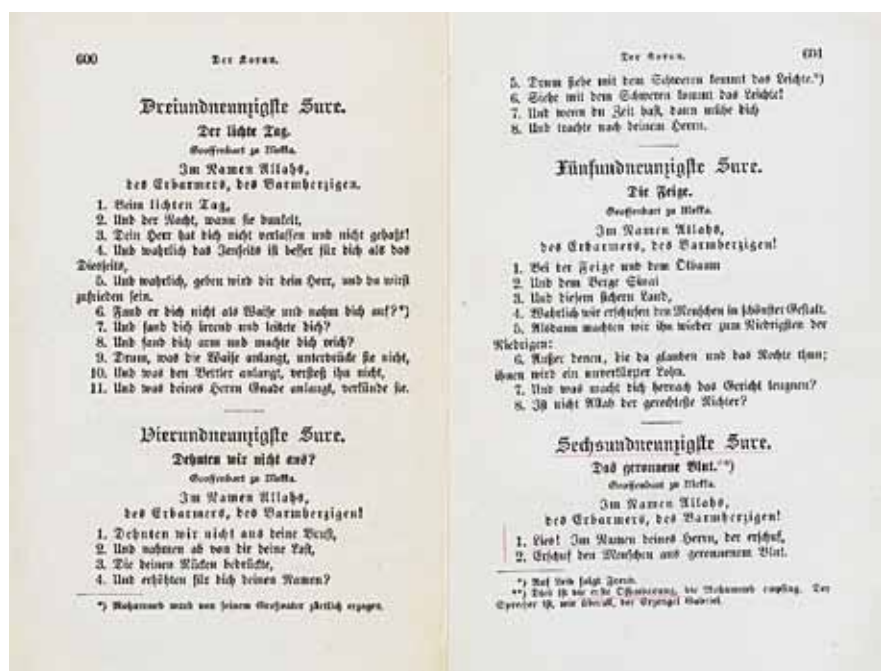 600
Der Koran.
Dreiundneunzigste Sure.
Der lichte Tag.
Geoffenbart zu Mekka.
Im Namen Allahs,
des Erbarmers, des Barmherzigen.
1. Beim lichten Tag,
2. Und der Nacht, wann sie dunkelt,
3. Dein Herr hat dich nicht verlassen und nicht gehaßt!
4. Und wahrlich das Jenseits ist besser für dich als das
Diesseits,
5. Und wahrlich, geben wird dir dein Herr, und du wirst
zufrieden sein.
6. Fand er dich nicht als Waise und nahm dich auf?*)
7. Und fand dich irrend und leitete dich?
8. Und fand dich arm und machte dich reich?
9. Drum, was die Waise anlangt, unterdrücke sie nicht,
10. Und was den Bettler anlangt, verstoß ihn nicht,
11. Und was deines Herrn Gnade anlangt, verkünde sie.
Vierundneunzigste Sure.
Dehnten wir nicht aus?
Geoffenbart zu Mekka.
Im Namen Allahs,
des Erbarmers, des Barmherzigen!
1. Dehnten wir nicht aus deine Brust,
2. Und nahmen ab von dir deine Last,
3. Die deinen Rücken bedrückte,
4. Und erhöhten für dich deinen Namen?
*) Mohammed ward von seinem Großvater zärtlich erzogen.
Der Koran.
601
5. Drum siehe mit dem Schweren kommt das Leichte.*)
6. Siehe mit dem Schweren kommt das Leichte!
7. Und wenn du Zeit hast, dann mühe dich
8. Und trachte nach deinem Herrn.
Fünfundneunzigste Sure.
Die Feige.
Geoffenbart zu Mekka.
Im Namen Allahs,
des Erbarmers, des Barmherzigen!
1. Bei der Feige und dem Ölbaum
2. Und dem Berge Sinai
3. Und diesem sichern Land,
4. Wahrlich wir erschufen den Menschen in schönster Gestalt.
5. Alsdann machten wir ihn wieder zum Niedrigsten der
Niedrigen:
6. Außer denen, die da glauben und das Rechte thun;
ihnen wird ein unverkürzter Lohn.
7. Und was macht dich hernach das Gericht leugnen?
8. Ist nicht Allah der gerechteste Richter?
Sechsundneunzigste Sure.
Das geronnene Blut.**)
Geoffenbart zu Mekka.
Im Namen Allahs,
des Erbarmers, des Barmherzigen!
1. Lies! Im Namen deines Herrn, der erschuf,
2. Erschuf den Menschen aus geronnenem Blut.
*) Auf Leid folgt Freud.
**) Dies ist die erste Offenbarung, die Mohammed empfing. Der
Sprecher ist, wie überall, der Erzengel Gabriel.